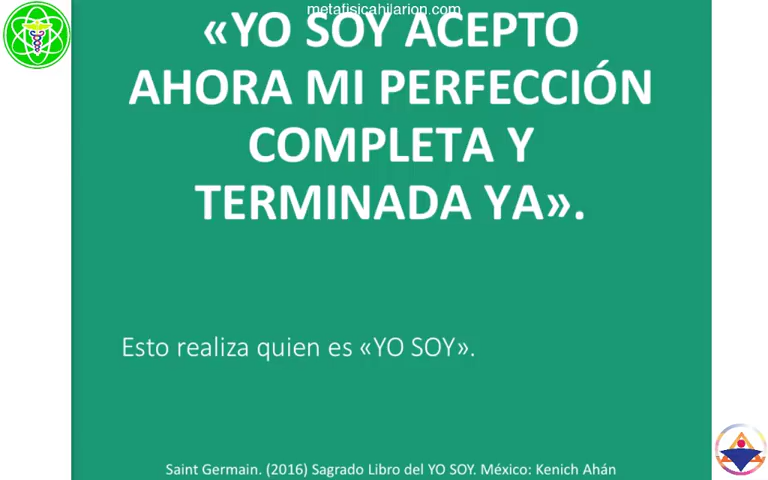 metafisicahilarion.com
«YO SOY ACEPTO
AHORA MI PERFECCIÓN
COMPLETA Y
TERMINADA YA».
Esto realiza quien es «YO SOY».
Saint Germain. (2016) Sagrado Libro del YO SOY. México: Kenich Ahán